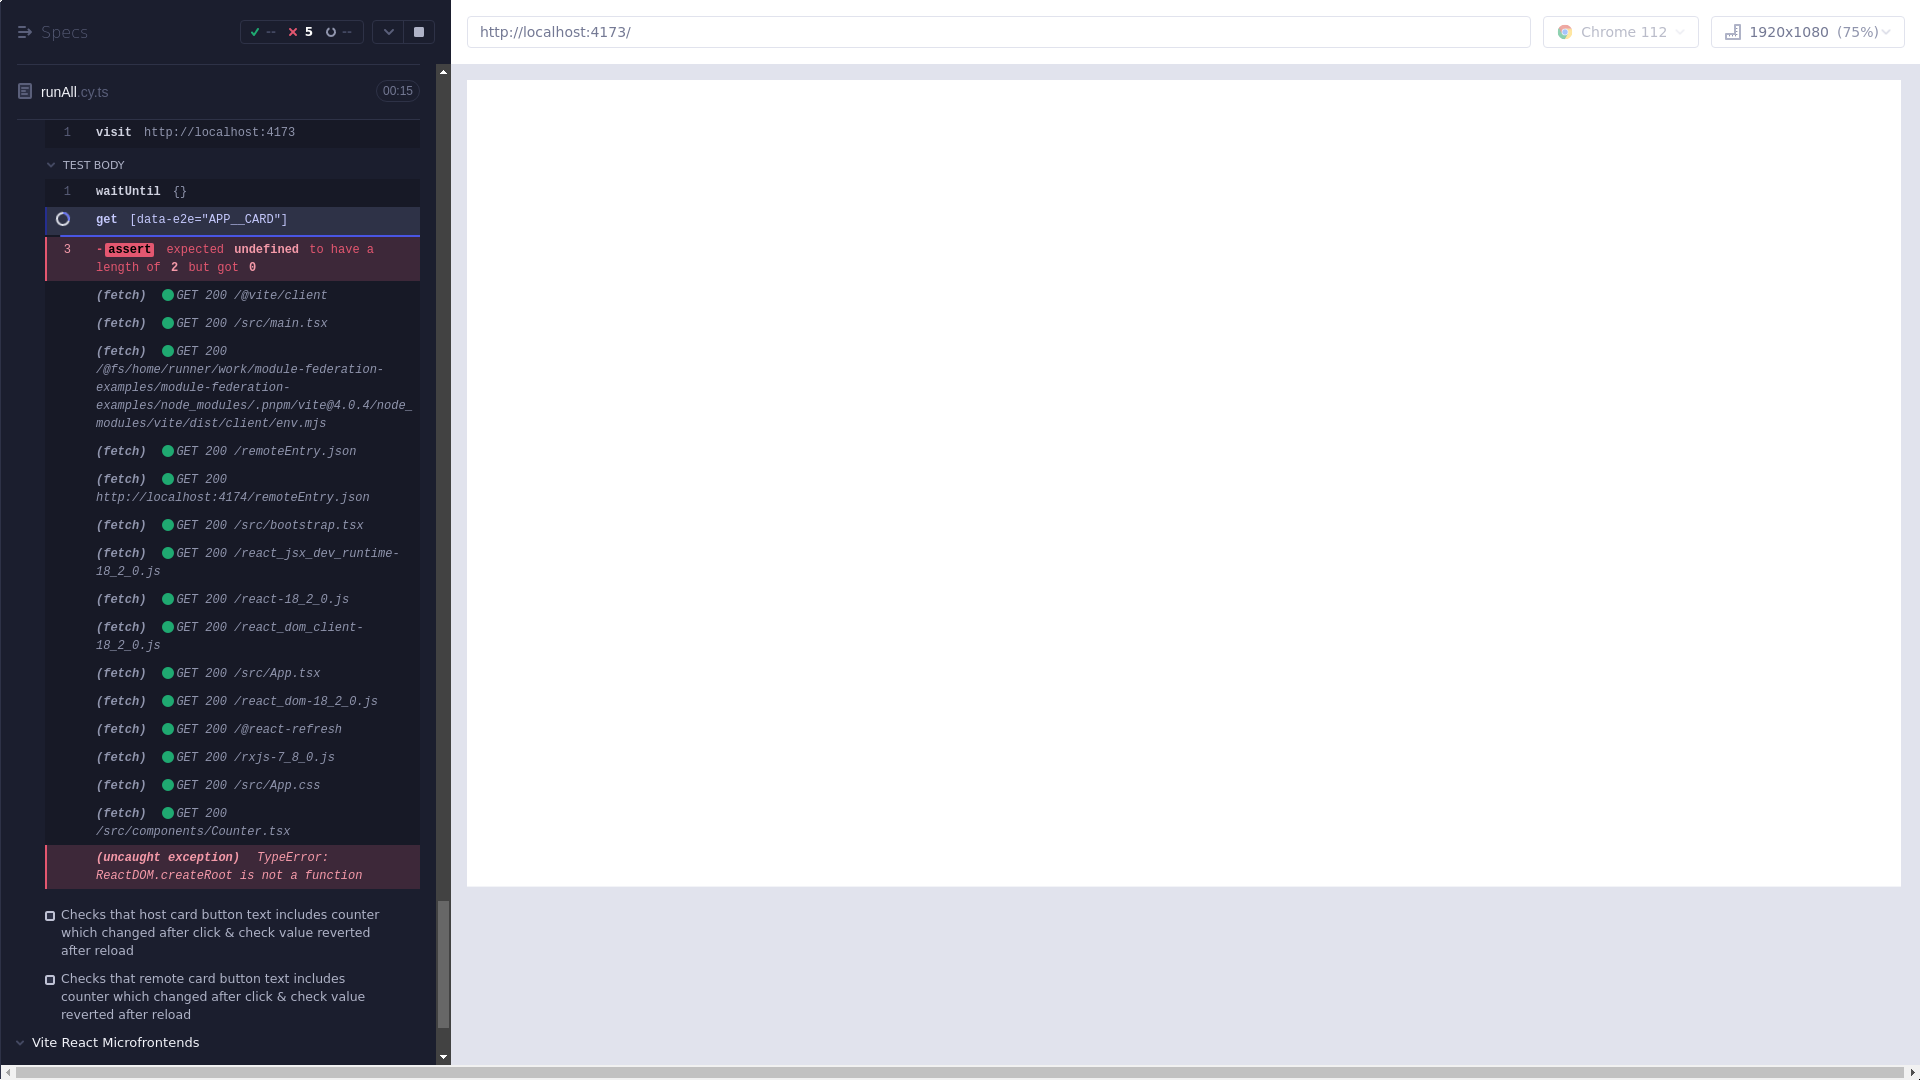 Specs
-- 5 --
runAll.cy.ts 00:15
1 visit http://localhost:4173
TEST BODY
1 waitUntil {}
get [data-e2e="APP__CARD"]
3 -assert expected undefined to have a
length of 2 but got 0
(fetch) GET 200 /@vite/client
(fetch) GET 200 /src/main.tsx
(fetch) GET 200
/@fs/home/runner/work/module-federation-
examples/module-federation-
examples/node_modules/.pnpm/vite@4.0.4/node_
modules/vite/dist/client/env.mjs
(fetch) GET 200 /remoteEntry.json
(fetch) GET 200
http://localhost:4174/remoteEntry.json
(fetch) GET 200 /src/bootstrap.tsx
(fetch) GET 200 /react_jsx_dev_runtime-
18_2_0.js
(fetch) GET 200 /react-18_2_0.js
(fetch) GET 200 /react_dom_client-
18_2_0.js
(fetch) GET 200 /src/App.tsx
(fetch) GET 200 /react_dom-18_2_0.js
(fetch) GET 200 /@react-refresh
(fetch) GET 200 /rxjs-7_8_0.js
(fetch) GET 200 /src/App.css
(fetch) GET 200
/src/components/Counter.tsx
(uncaught exception) TypeError:
ReactDOM.createRoot is not a function
Checks that host card button text includes counter
which changed after click & check value reverted
after reload
Checks that remote card button text includes
counter which changed after click & check value
reverted after reload
Vite React Microfrontends
http://localhost:4173/
Chrome 112
1920x1080 (75%)